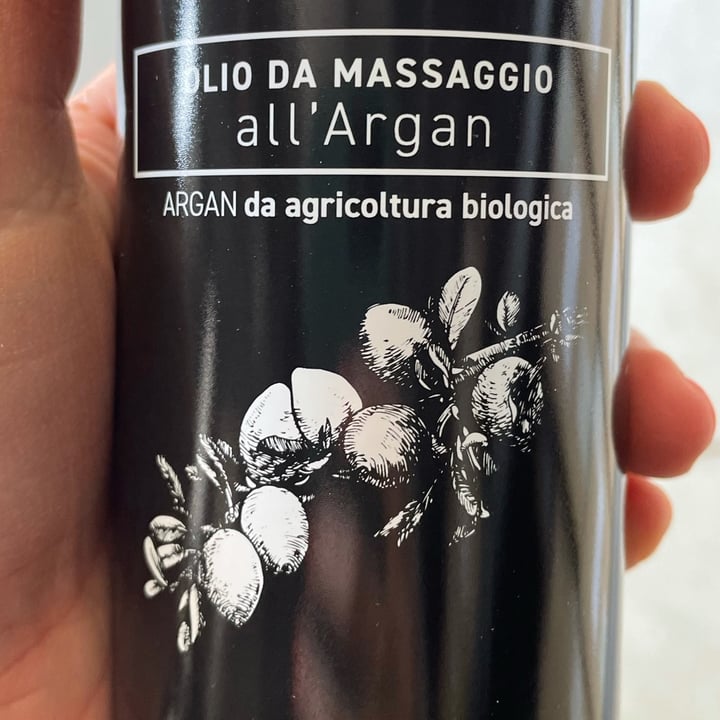 OLIO DA MASSAGGIO
all'Argan
ARGAN da agricoltura biologica